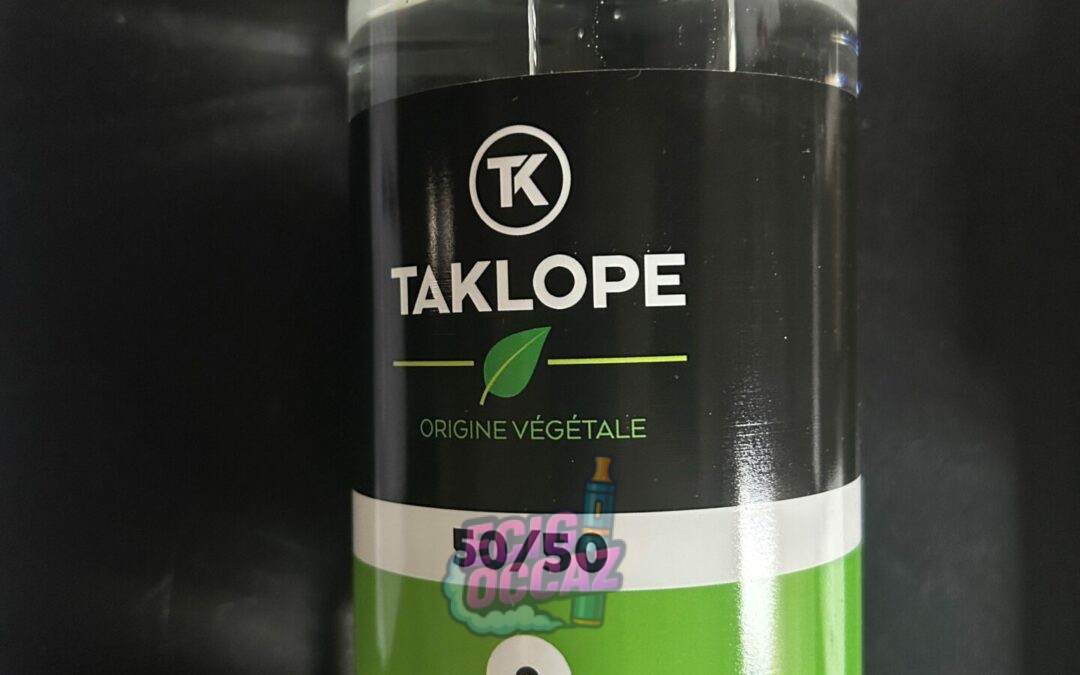 TK
TAKLOPE
ORIGINE VÉGÉTALE
50/50
ECIG
OCCAZ